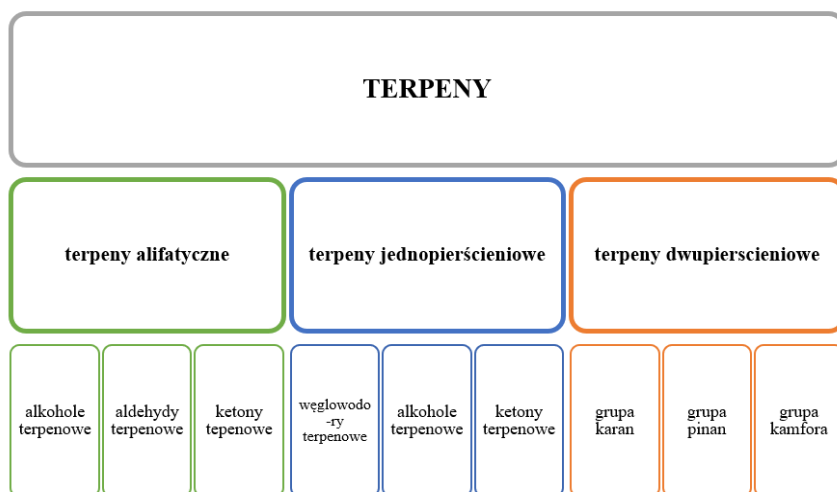 TERPENY
terpeny alifatyczne
terpeny jednopierścieniowe
terpeny dwupierscieniowe
alkohole
terpenowe
aldehydy
terpenowe
ketony
tepenowe
węglowodo
-ry
terpenowe
alkohole
terpenowe
ketony
terpenowe
grupa
karan
grupa
pinan
grupa
kamfora